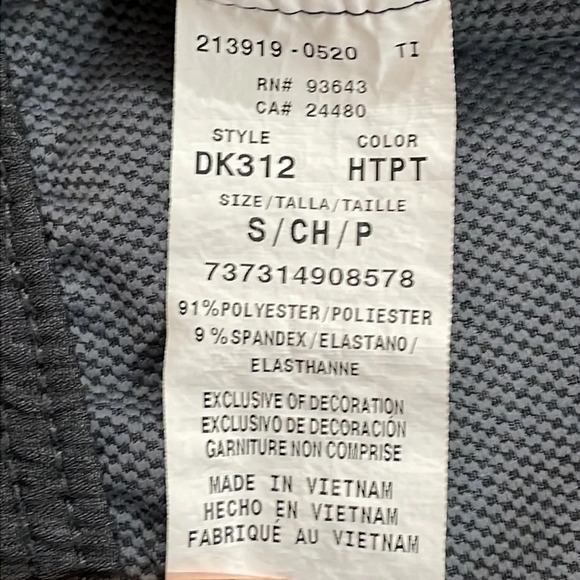 213919-0520 TI
RN# 93643
CA# 24480
STYLE COLOR
DK312 HTPT
SIZE/TALLA/TAILLE
S/CH/P
737314908578
91%POLYESTER/POLIESTER
9%SPANDEX/ELASTANO/
ELASTHANNE
EXCLUSIVE OF DECORATION
EXCLUSIVO DE DECORACIÓN
GARNITURE NON COMPRISE
MADE IN VIETNAM
HECHO EN VIETNAM
FABRIQUÉ AU VIETNAM